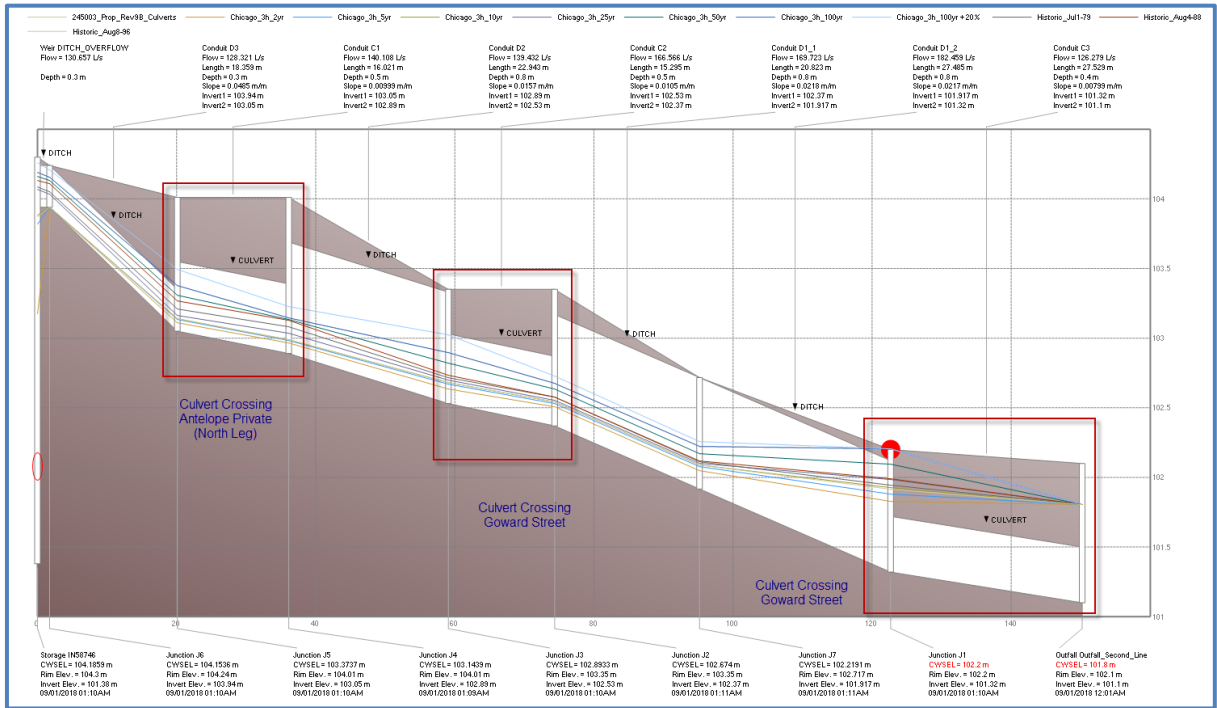 245003_Prop_Rev9B_Culverts Chicago_3h_2yr Chicago_3h_5yr Chicago_3h_10yr Chicago_3h_25yr Chicago_3h_50yr Chicago_3h_100yr Chicago_3h_100yr+20% Historic_Jul1-79 Historic_Aug4-88
Historic_Aug8-96
Weir DITCH_OVERFLOW
Flow = 130.657 L/s
Depth = 0.3 m
Conduit D3
Flow = 128.321 L/s
Length = 18.359 m
Depth = 0.3 m
Slope = 0.0485 m/m
Invert1 = 103.94 m
Invert2 = 103.05 m
Conduit C1
Flow = 140.108 L/s
Length = 16.021 m
Depth = 0.5 m
Slope = 0.00999 m/m
Invert1 = 103.05 m
Invert2 = 102.89 m
Conduit D2
Flow = 139.432 L/s
Length = 22.943 m
Depth = 0.8 m
Slope = 0.0157 m/m
Invert1 = 102.89 m
Invert2 = 102.53 m
Conduit C2
Flow = 166.566 L/s
Length = 15.295 m
Depth = 0.5 m
Slope = 0.0105 m/m
Invert1 = 102.53 m
Invert2 = 102.37 m
Conduit D1_1
Flow = 169.723 L/s
Length = 20.823 m
Depth = 0.8 m
Slope = 0.0218 m/m
Invert1 = 102.37 m
Invert2 = 101.917 m
Conduit D1_2
Flow = 182.459 L/s
Length = 27.485 m
Depth = 0.8 m
Slope = 0.0217 m/m
Invert1 = 101.917 m
Invert2 = 101.32 m
Conduit C3
Flow = 126.279 L/s
Length = 27.529 m
Depth = 0.4 m
Slope = 0.00799 m/m
Invert1 = 101.32 m
Invert2 = 101.1 m
DITCH
DITCH
CULVERT
DITCH
CULVERT
DITCH
DITCH
CULVERT
104
103.5
103
102.5
102
101.5
101
Culvert Crossing
Antelope Private
(North Leg)
Culvert Crossing
Goward Street
Culvert Crossing
Goward Street
0 20 40 60 80 100 120 140
Storage IN58746
CWSEL = 104.1859 m
Rim Elev. = 104.3 m
Invert Elev. = 101.38 m
09/01/2018 01:10AM
Junction J6
CWSEL = 104.1536 m
Rim Elev. = 104.24 m
Invert Elev. = 103.94 m
09/01/2018 01:10AM
Junction J5
CWSEL = 103.3737 m
Rim Elev. = 104.01 m
Invert Elev. = 103.05 m
09/01/2018 01:10AM
Junction J4
CWSEL = 103.1439 m
Rim Elev. = 104.01 m
Invert Elev. = 102.89 m
09/01/2018 01:09AM
Junction J3
CWSEL = 102.8933 m
Rim Elev. = 103.35 m
Invert Elev. = 102.53 m
09/01/2018 01:10AM
Junction J2
CWSEL = 102.674 m
Rim Elev. = 103.35 m
Invert Elev. = 102.37 m
09/01/2018 01:11AM
Junction J7
CWSEL = 102.2191 m
Rim Elev. = 102.717 m
Invert Elev. = 101.917 m
09/01/2018 01:11AM
Junction J1
CWSEL = 102.2 m
Rim Elev. = 102.2 m
Invert Elev. = 101.32 m
09/01/2018 01:10AM
Outfall Outfall_Second_Line
CWSEL = 101.8 m
Rim Elev. = 102.1 m
Invert Elev. = 101.1 m
09/01/2018 12:01AM